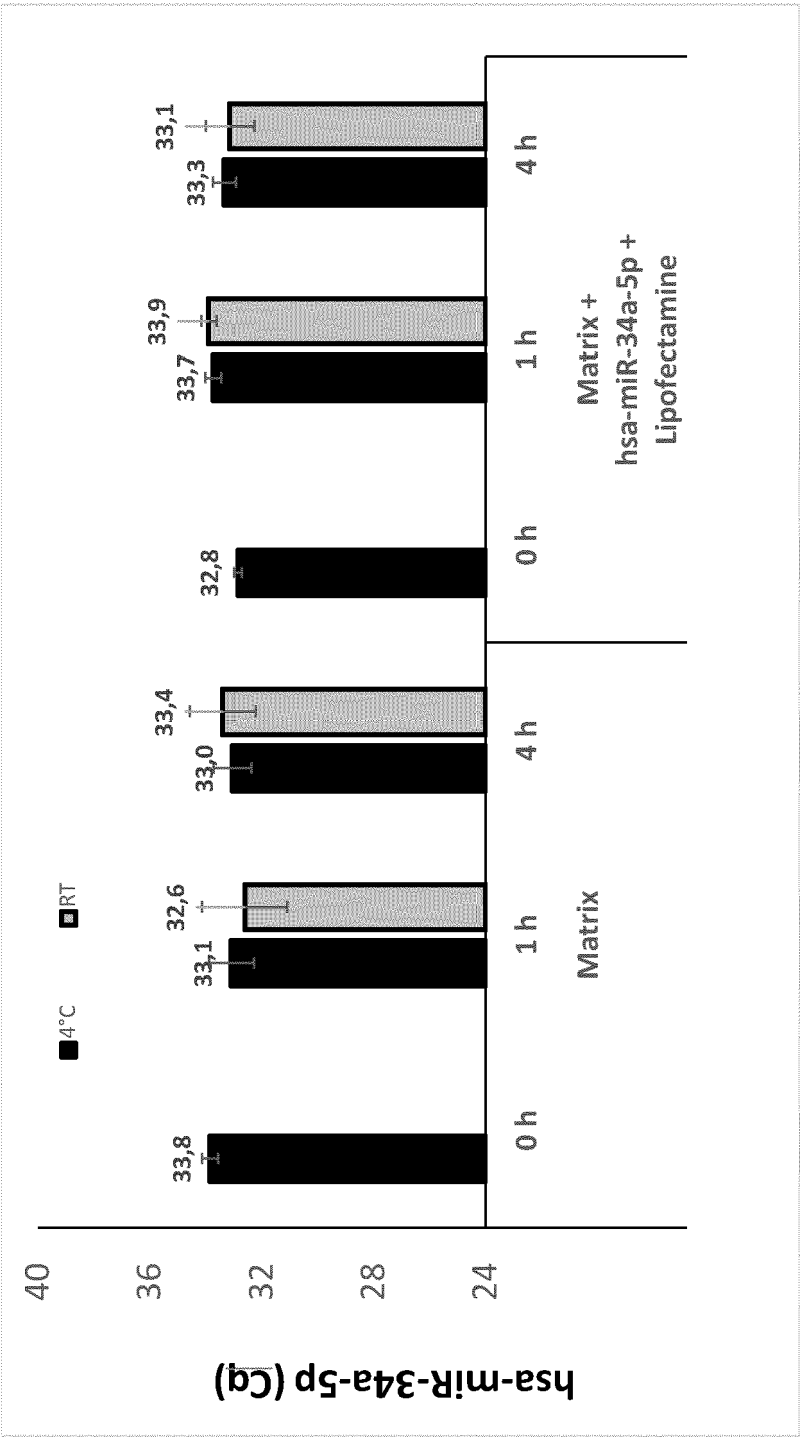 hsa-miR-34a-5p (Cq)
40
36
32
28
24
4°C
RT
33,8
33,1
32,6
33,0
33,4
32,8
33,7
33,9
33,3
33,1
0 h
1 h
4 h
0 h
1 h
4 h
Matrix
Matrix +
hsa-miR-34a-5p +
Lipofectamine